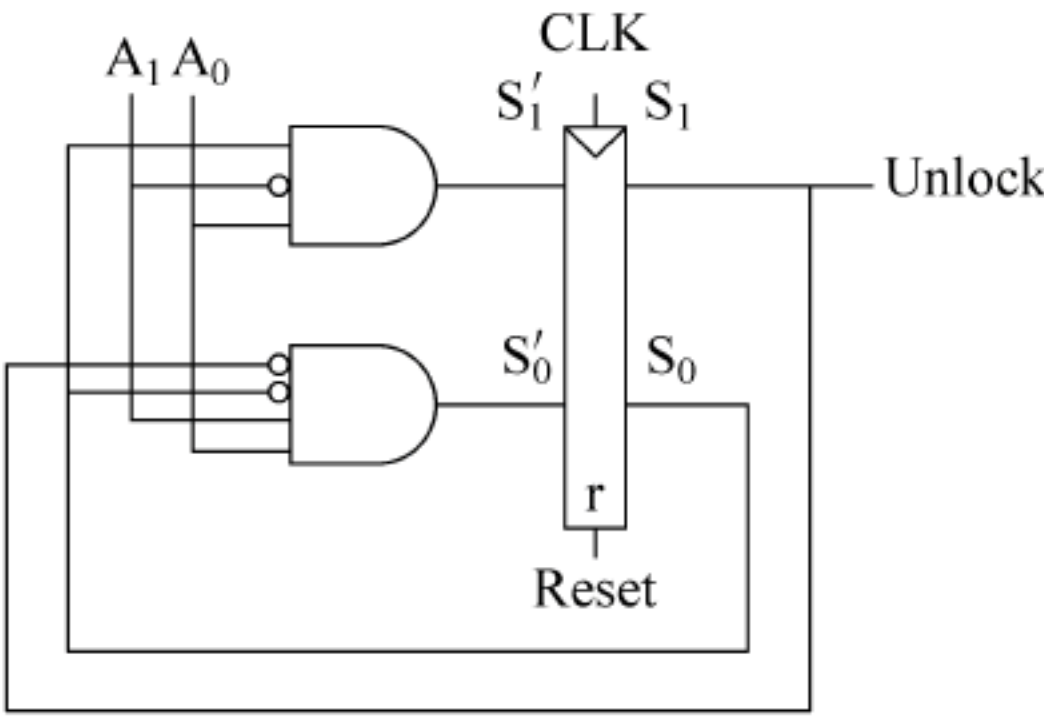 CLK
A₁ A₀
S′₁ S₁
Unlock
S′₀ S₀
r
Reset